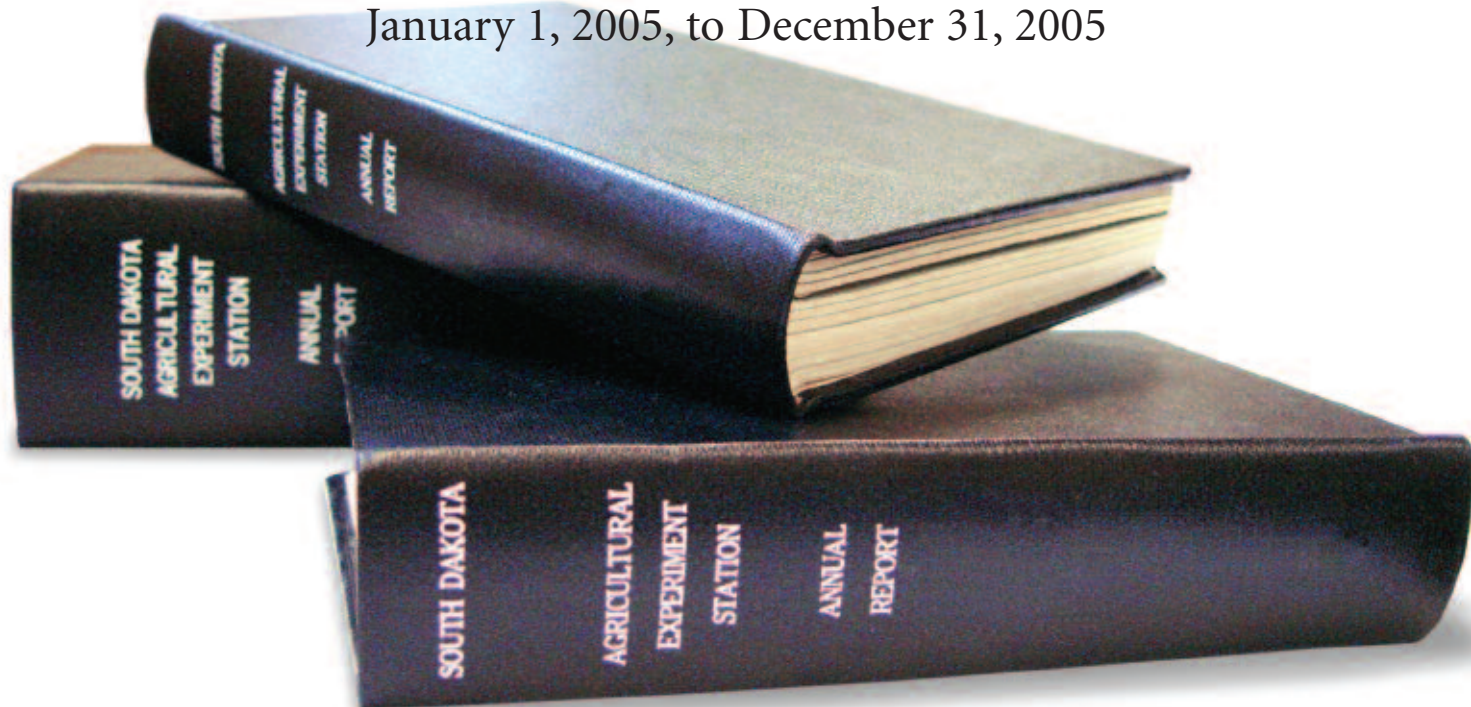 January 1, 2005, to December 31, 2005
SOUTH DAKOTA
AGRICULTURAL
EXPERIMENT
STATION
ANNUAL
REPORT
SOUTH DAKOTA
AGRICULTURAL
EXPERIMENT
STATION
ANNUAL
PORT
SOUTH DAKOTA
AGRICULTURAL
EXPERIMENT
STATION
ANNUAL
REPORT